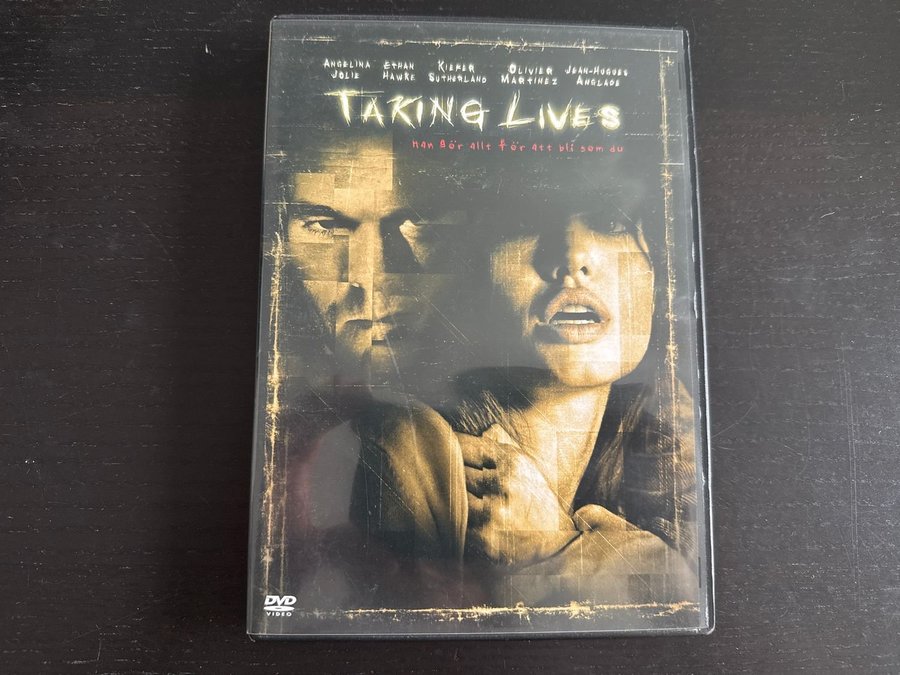 ANGELINA ETHAN KIEFER OLIVIER JEAN-HUGUES
JOLIE HAWKE SUTHERLAND MARTINEZ ANGLADE
TAKING LIVES
Han gör allt för att bli som du
DVD
VIDEO